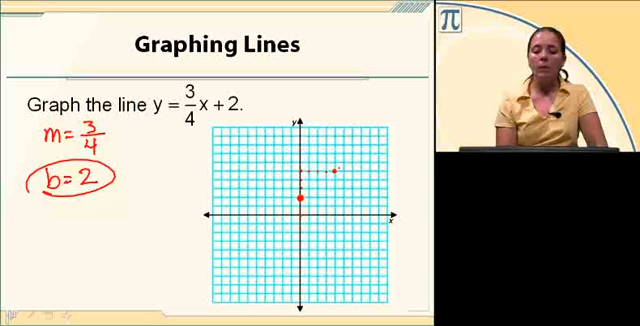 Graphing Lines
π
Graph the line y = 3/4x + 2.
m = 3/4
b = 2
y
x